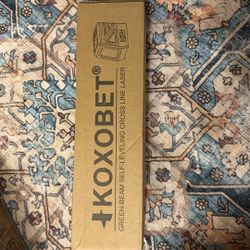 KOXOBET®
GREEN-BEAM SELF-LEVELING CROSS LINE LASER